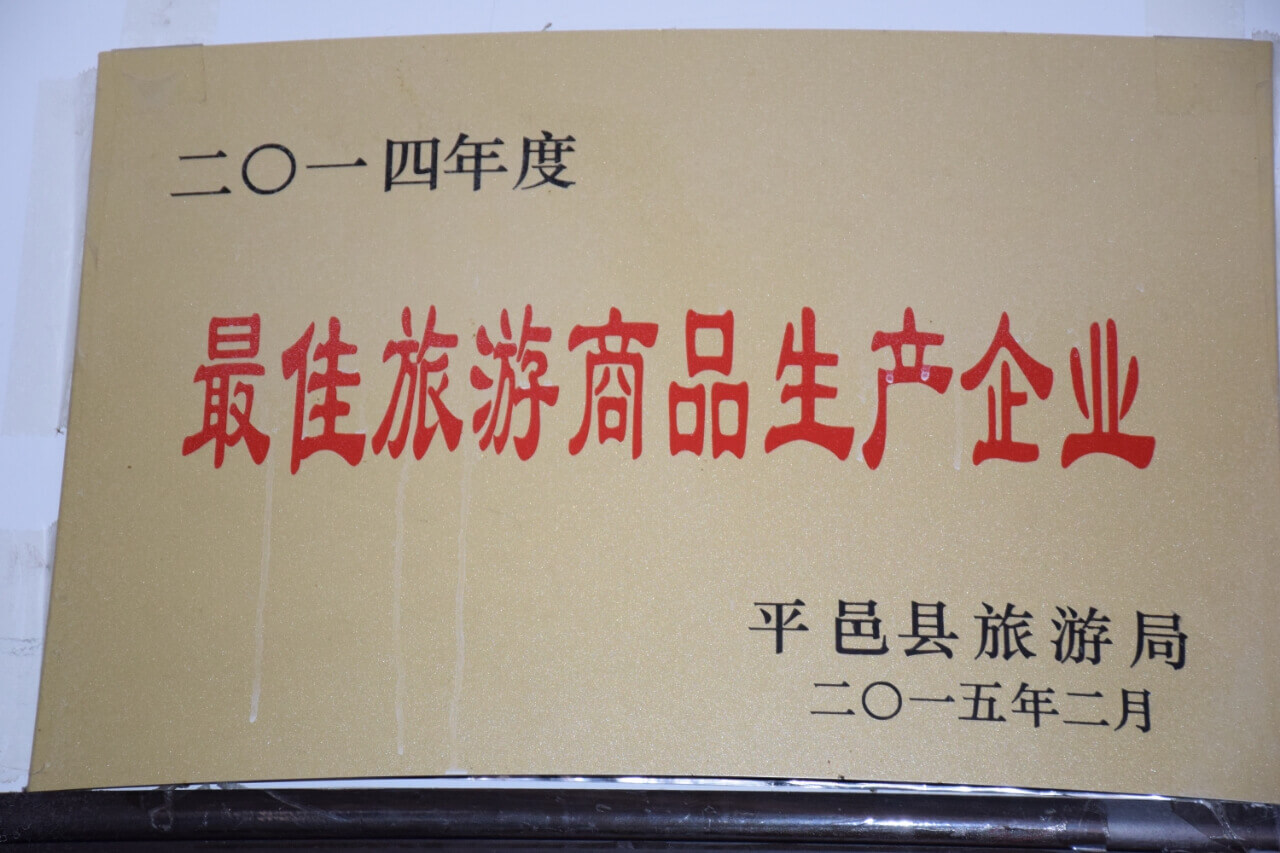 二〇一四年度
最佳旅游商品生产企业
平邑县旅游局
二〇一五年二月